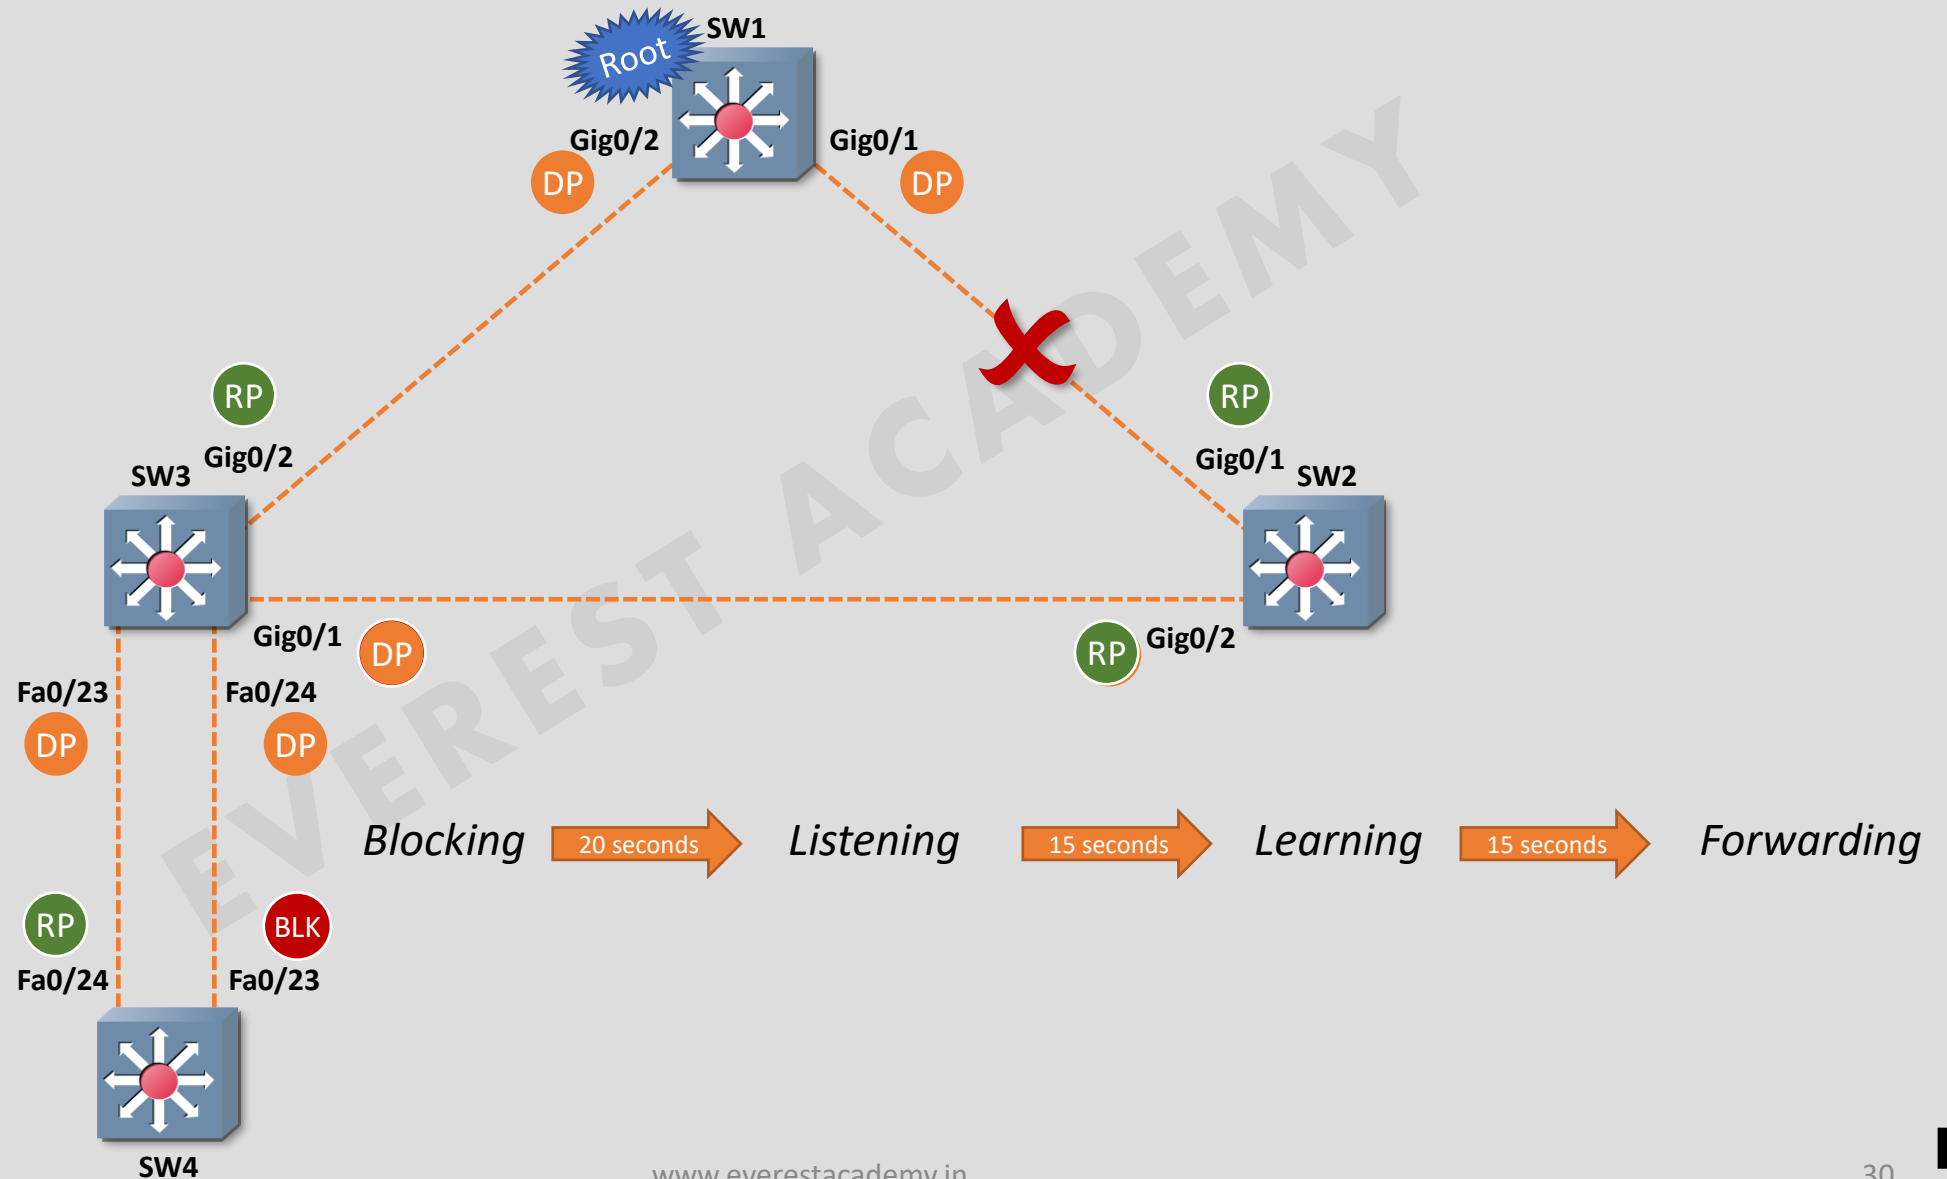 SW1
Root
Gig0/2
Gig0/1
DP
DP
EVEREST ACADEMY
RP
Gig0/2
SW3
RP
Gig0/1
SW2
Gig0/1
DP
RP
Gig0/2
Fa0/23
Fa0/24
DP
DP
Blocking
20 seconds
Listening
15 seconds
Learning
15 seconds
Forwarding
RP
BLK
Fa0/24
Fa0/23
SW4
www.everestacademy.in
30